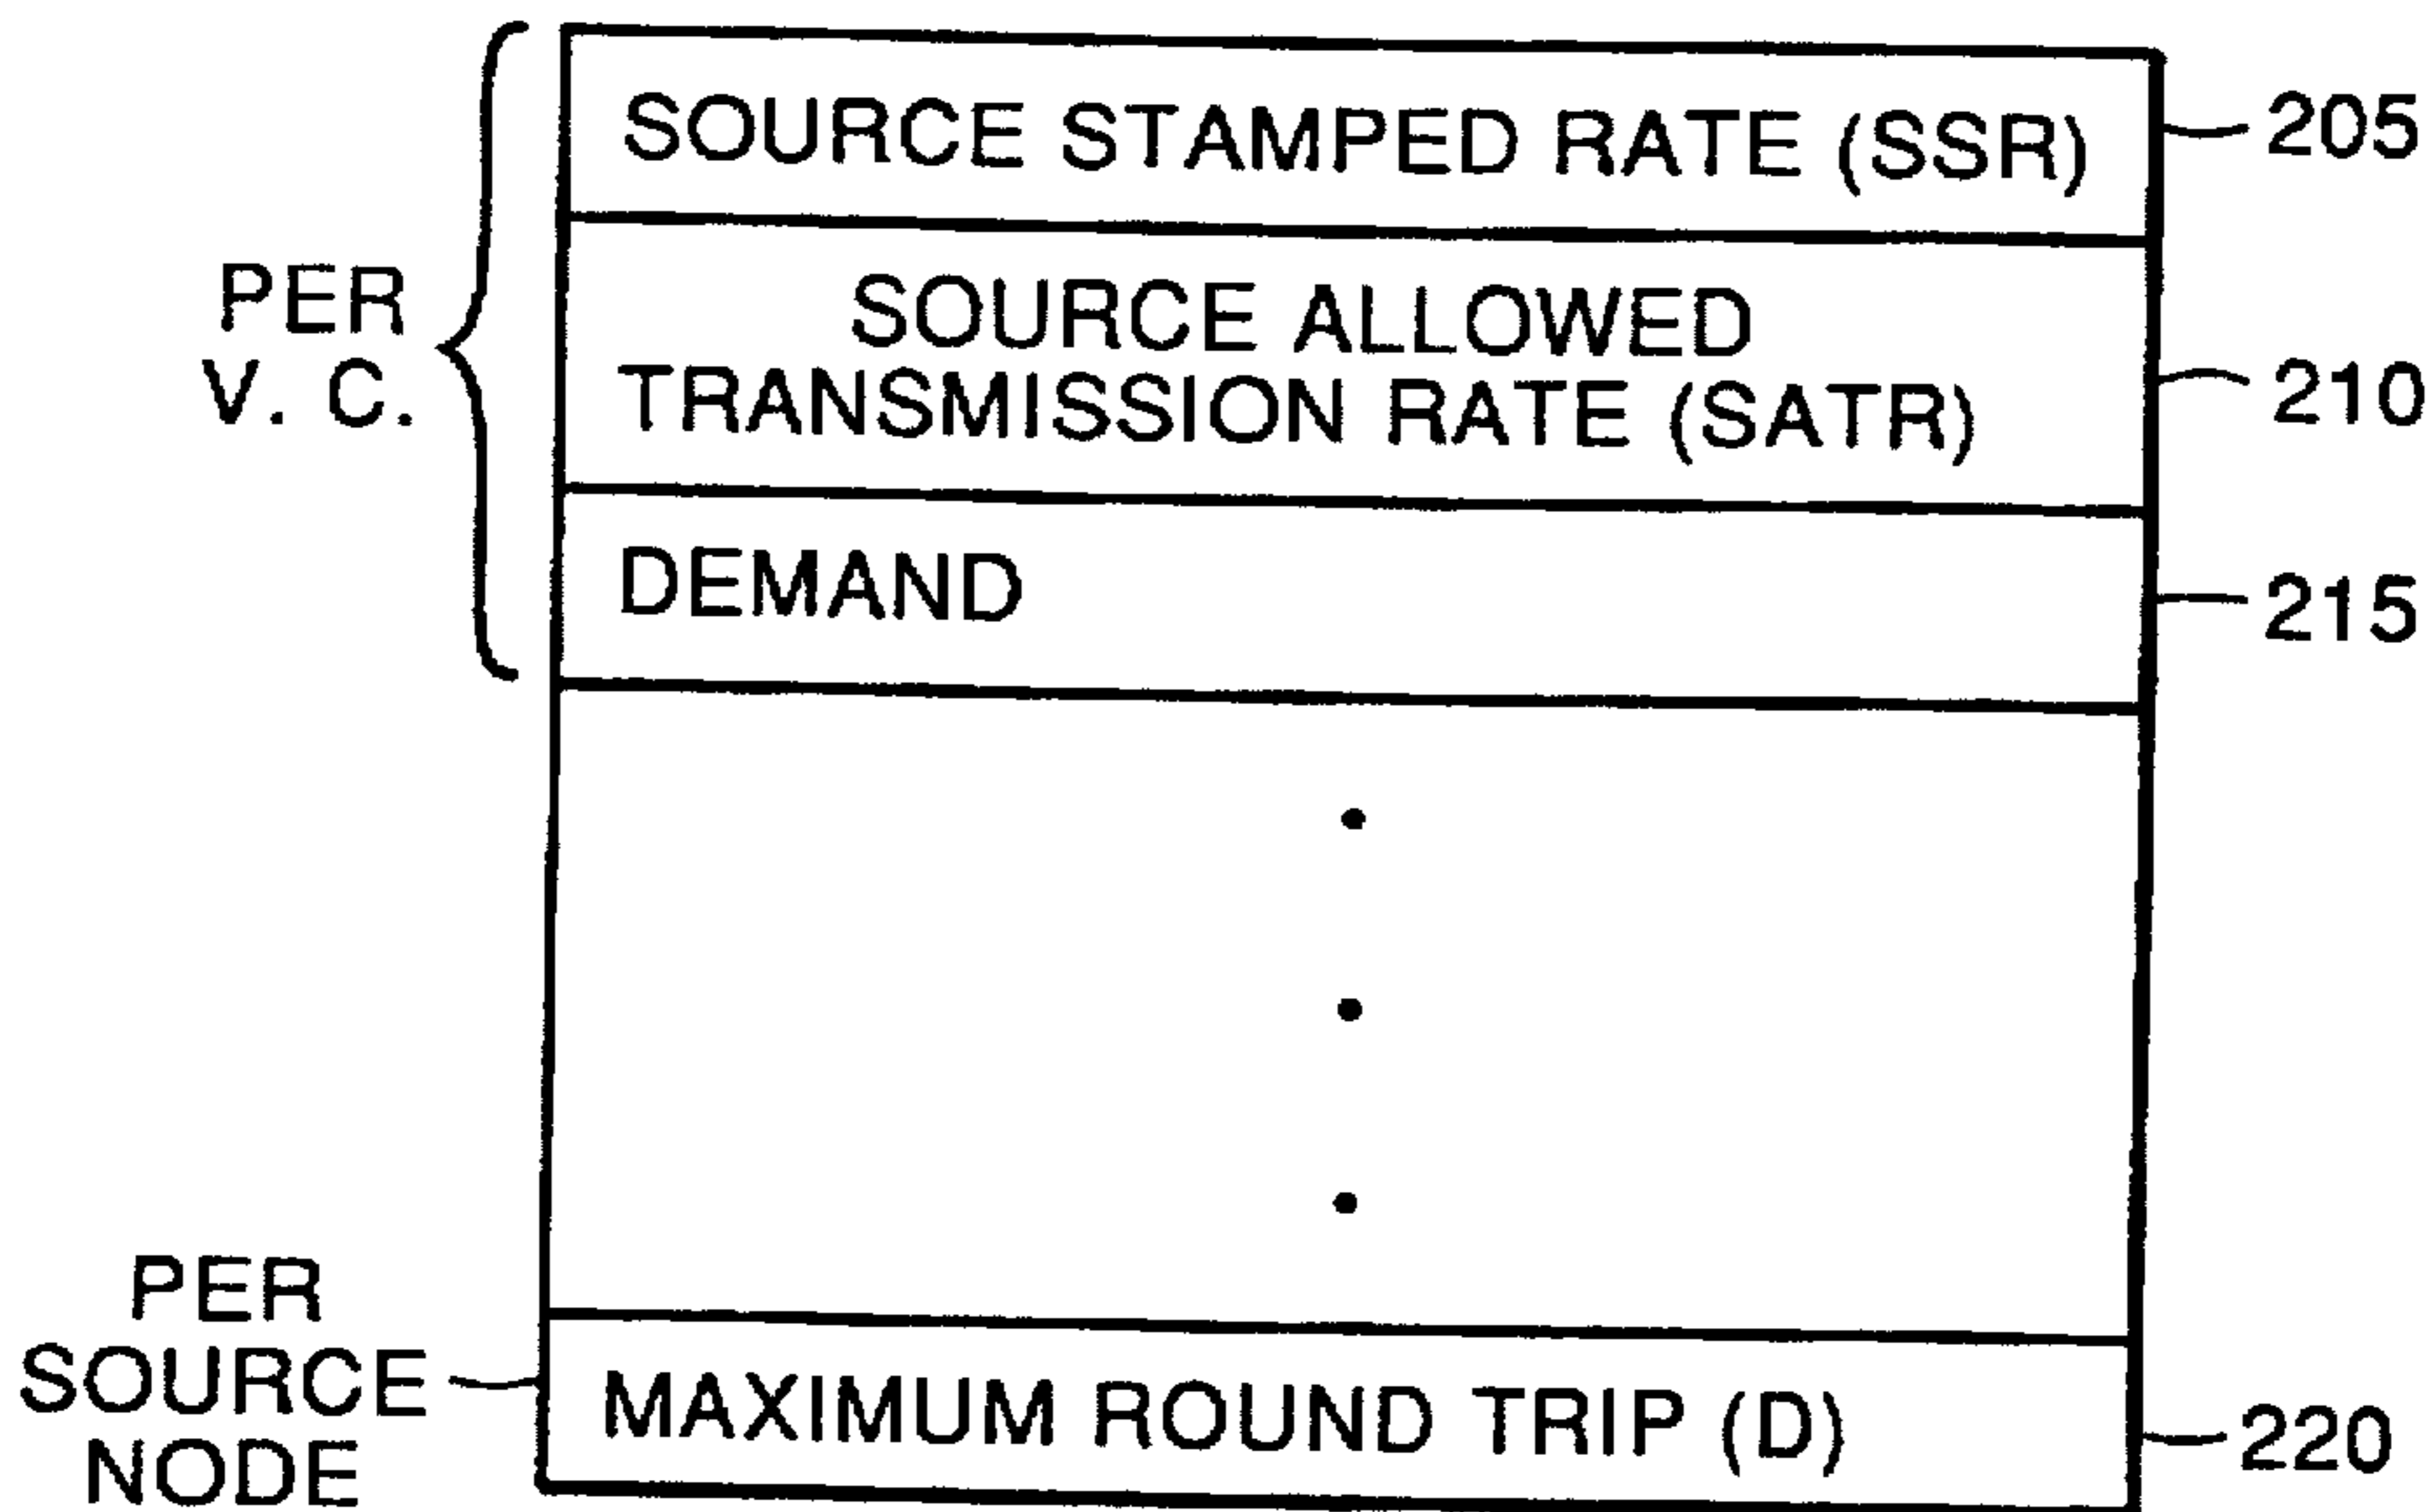 SOURCE STAMPED RATE (SSR)
205
PER
V. C.
SOURCE ALLOWED
TRANSMISSION RATE (SATR)
210
DEMAND
215
PER
SOURCE
NODE
MAXIMUM ROUND TRIP (D)
220